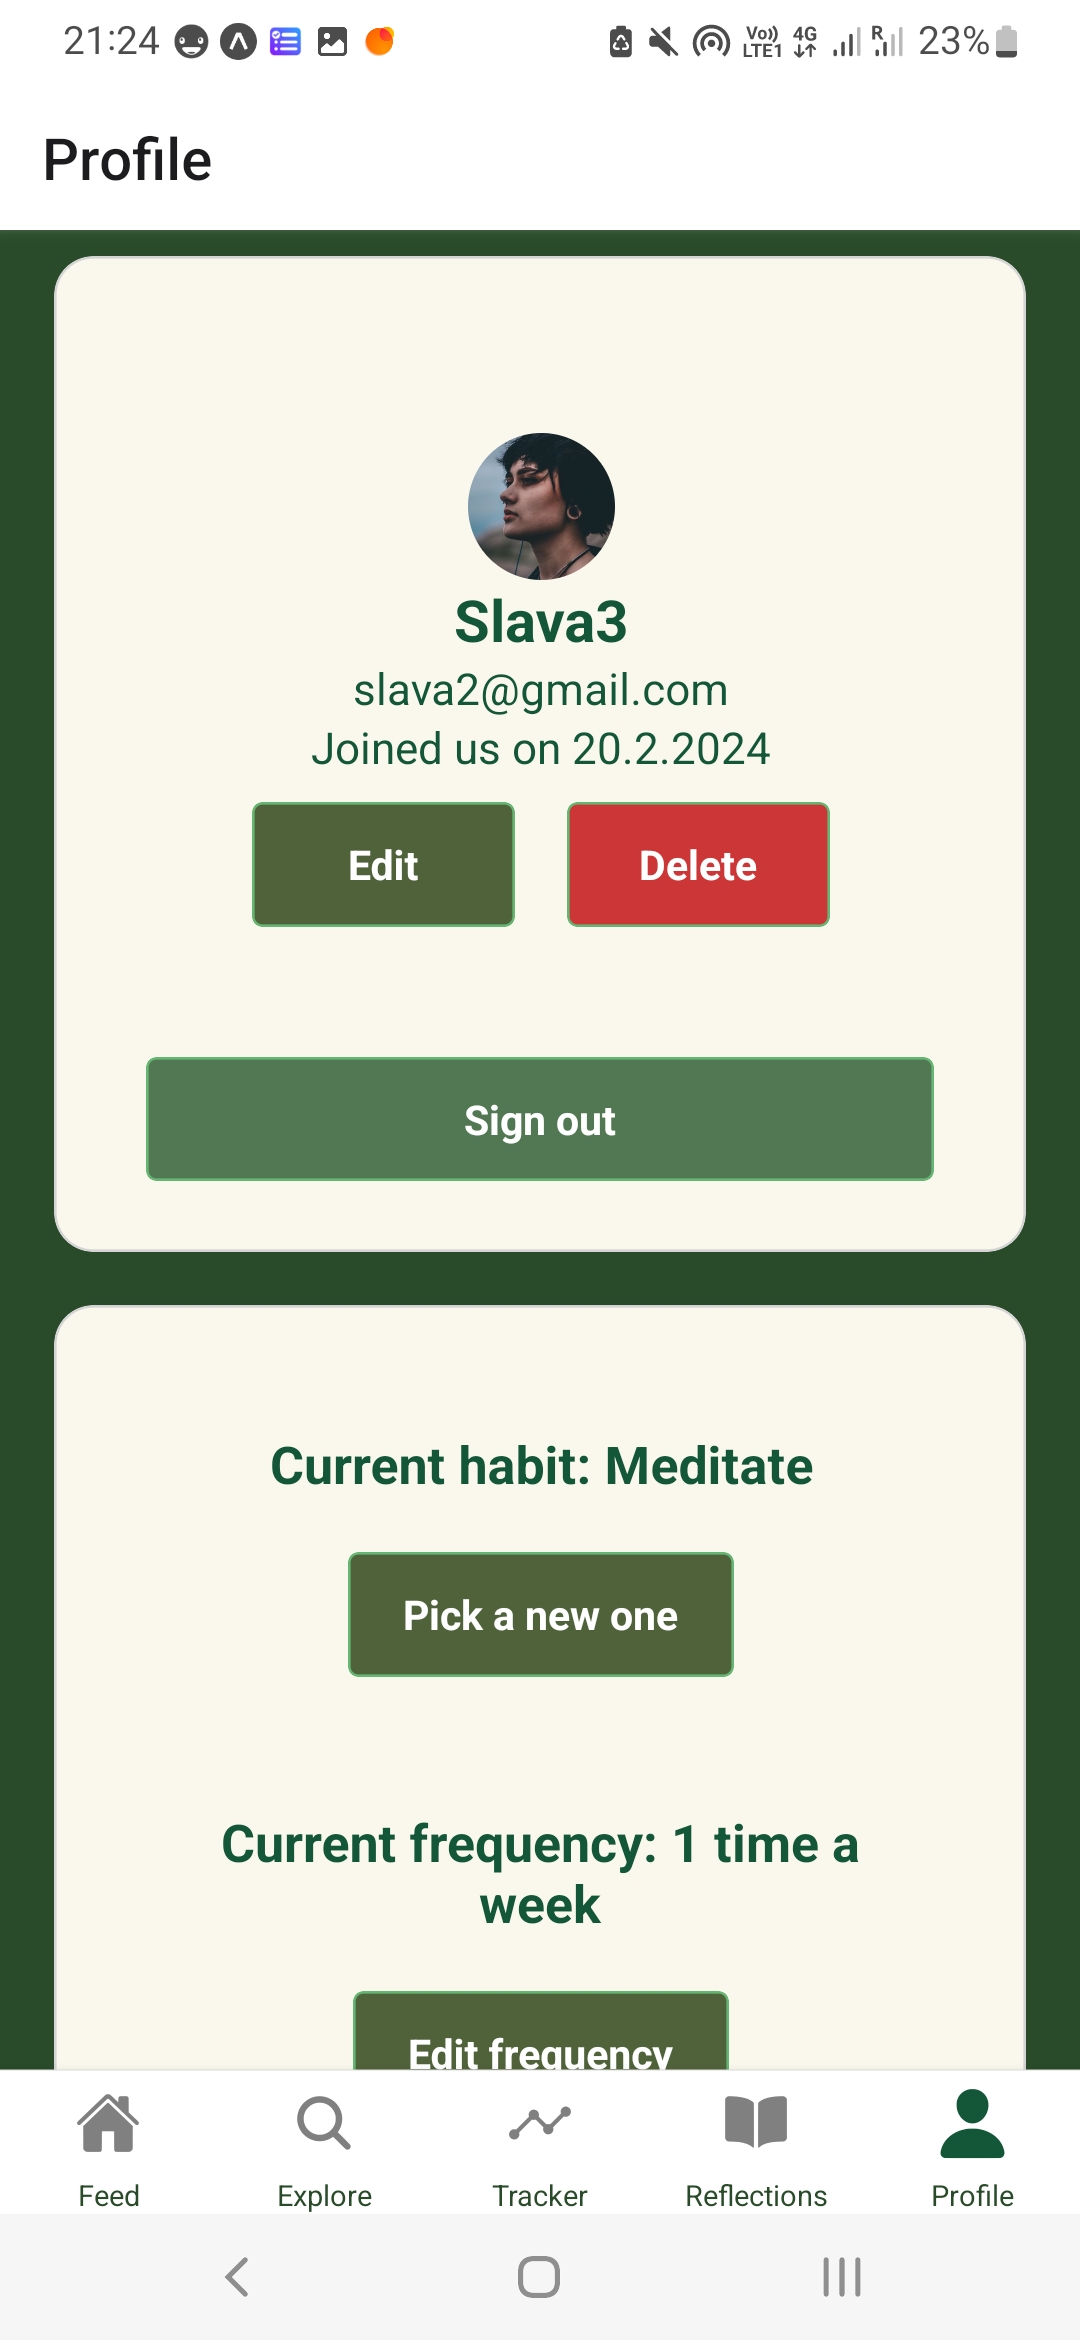 21:24
Vo)) 4G R 23%
LTE1
Profile
Slava3
slava2@gmail.com
Joined us on 20.2.2024
Edit Delete
Sign out
Current habit: Meditate
Pick a new one
Current frequency: 1 time a
week
Edit frequency
Feed Explore Tracker Reflections Profile